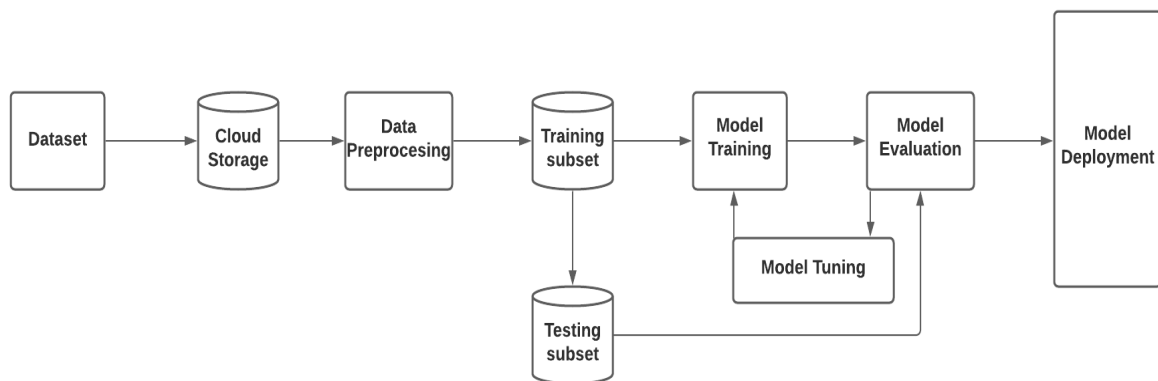 Dataset
Cloud
Storage
Data
Preprocesing
Training
subset
Model
Training
Model
Evaluation
Model
Deployment
Model Tuning
Testing
subset